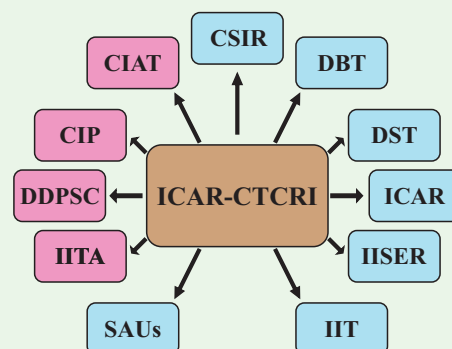 CSIR
CIAT
DBT
CIP
DST
ICAR-CTCRI
DDPSC
ICAR
IITA
IISER
SAUs
IIT